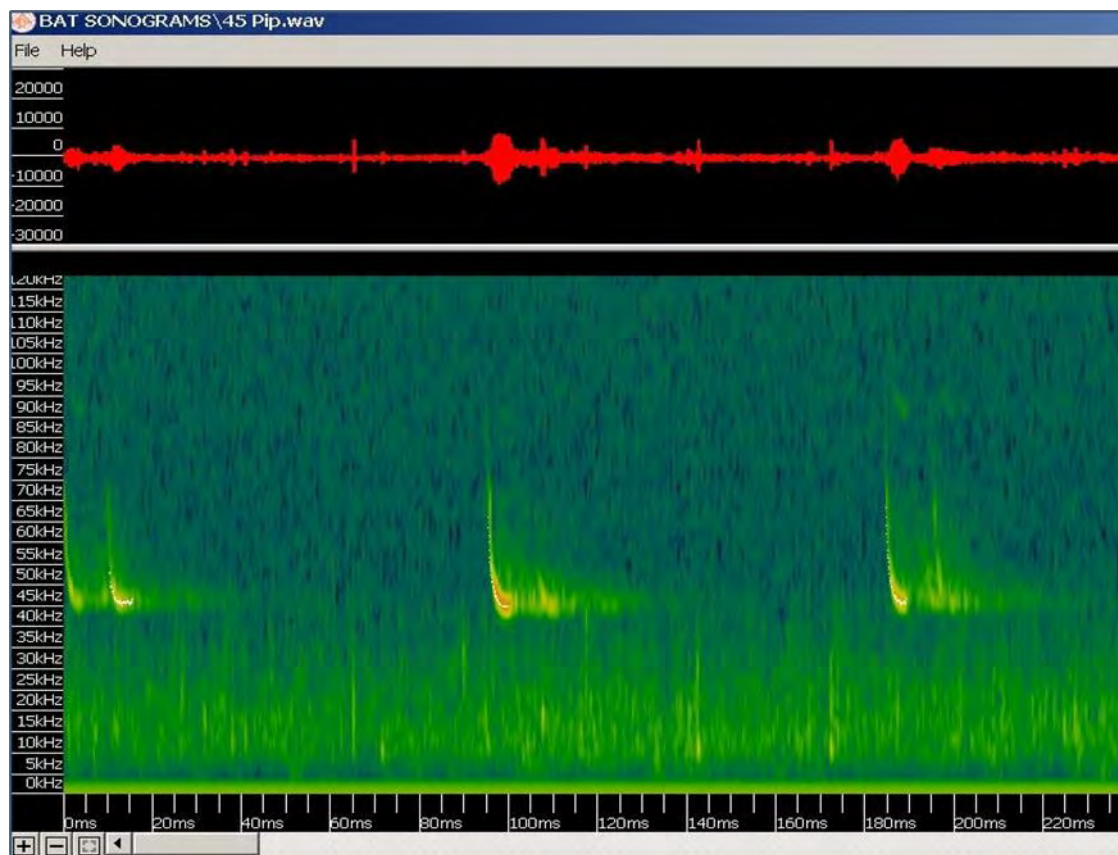 BAT SONOGRAMS\45 Pip.wav
File Help
20000
10000
0
-10000
-20000
-30000
120kHz
115kHz
110kHz
105kHz
100kHz
95kHz
90kHz
85kHz
80kHz
75kHz
70kHz
65kHz
60kHz
55kHz
50kHz
45kHz
40kHz
35kHz
30kHz
25kHz
20kHz
15kHz
10kHz
5kHz
0kHz
0ms 20ms 40ms 60ms 80ms 100ms 120ms 140ms 160ms 180ms 200ms 220ms